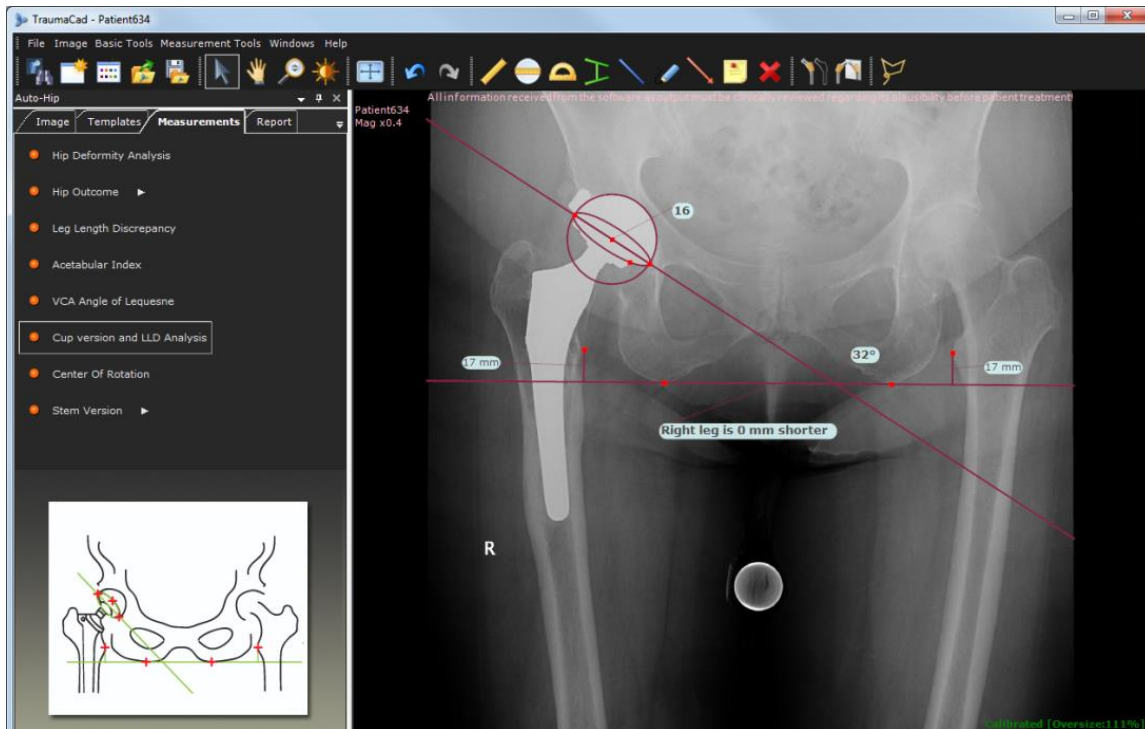 TraumaCad - Patient634
File Image Basic Tools Measurement Tools Windows Help
Auto-Hip
Image Templates Measurements Report
Hip Deformity Analysis
Hip Outcome
Leg Length Discrepancy
Acetabular Index
VCA Angle of Lequesne
Cup version and LLD Analysis
Center Of Rotation
Stem Version
All information received from the software as output must be clinically reviewed regarding its plausibility before patient treatment!
Patient634
Mag x0.4
16
17 mm
32°
17 mm
Right leg is 0 mm shorter
R
Calibrated [Oversize:111%]